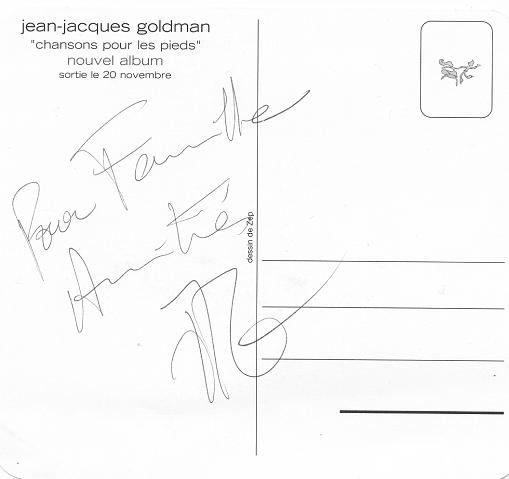 jean-jacques goldman
"chansons pour les pieds"
nouvel album
sortie le 20 novembre
Pour Famille
Amitié
dessin de Zep